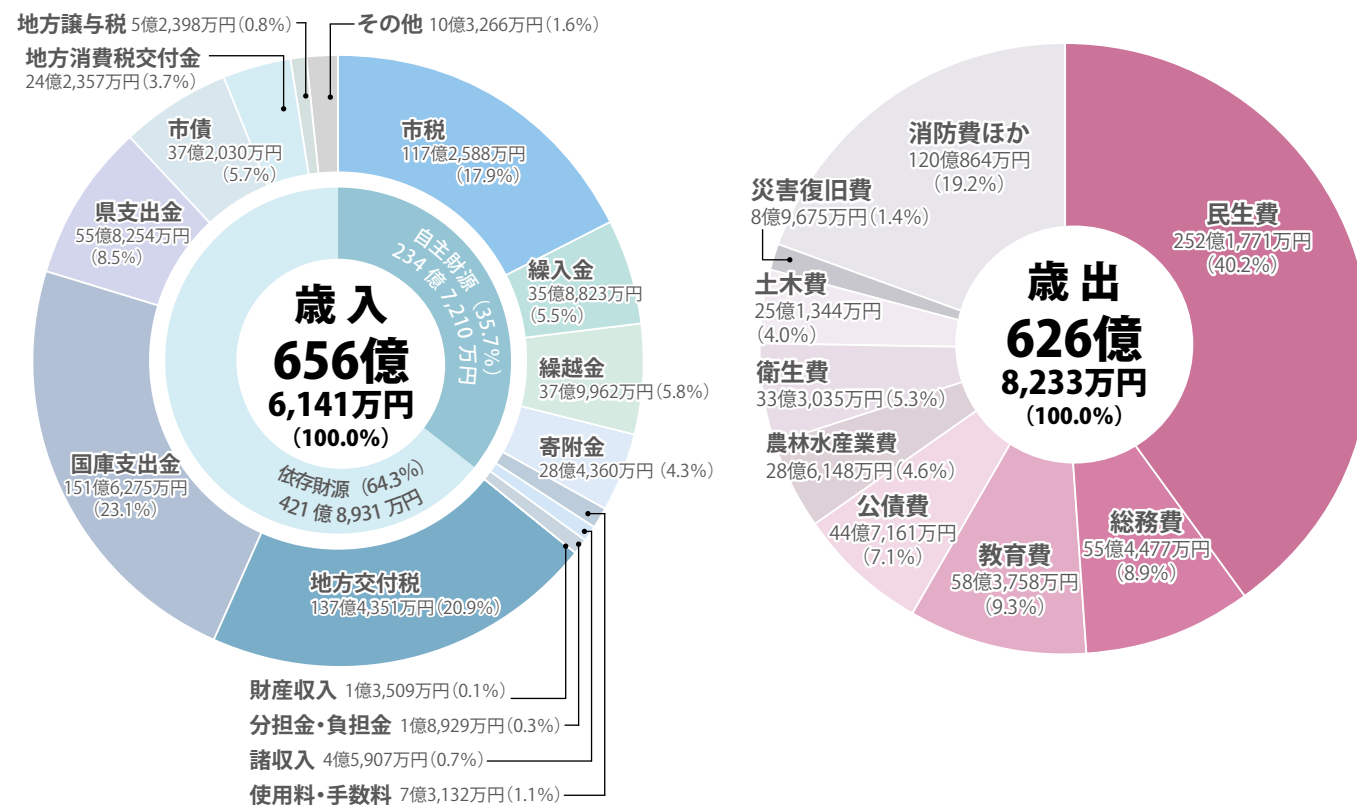 地方譲与税 5億2,398万円(0.8%)
その他 10億3,266万円(1.6%)
地方消費税交付金
24億2,357万円(3.7%)
市債
37億2,030万円
(5.7%)
県支出金
55億8,254万円
(8.5%)
国庫支出金
151億6,275万円
(23.1%)
地方交付税
137億4,351万円(20.9%)
市税
117億2,588万円
(17.9%)
繰入金
35億8,823万円
(5.5%)
繰越金
37億9,962万円(5.8%)
寄附金
28億4,360万円(4.3%)
自主財源(35.7%)
234億7,210万円
歳入
656億
6,141万円
(100.0%)
依存財源(64.3%)
421億8,931万円
財産収入 1億3,509万円(0.1%)
分担金・負担金 1億8,929万円(0.3%)
諸収入 4億5,907万円(0.7%)
使用料・手数料 7億3,132万円(1.1%)
消防費ほか
120億864万円
(19.2%)
災害復旧費
8億9,675万円(1.4%)
土木費
25億1,344万円
(4.0%)
衛生費
33億3,035万円(5.3%)
農林水産業費
28億6,148万円(4.6%)
公債費
44億7,161万円
(7.1%)
教育費
58億3,758万円
(9.3%)
総務費
55億4,477万円
(8.9%)
民生費
252億1,771万円
(40.2%)
歳出
626億
8,233万円
(100.0%)